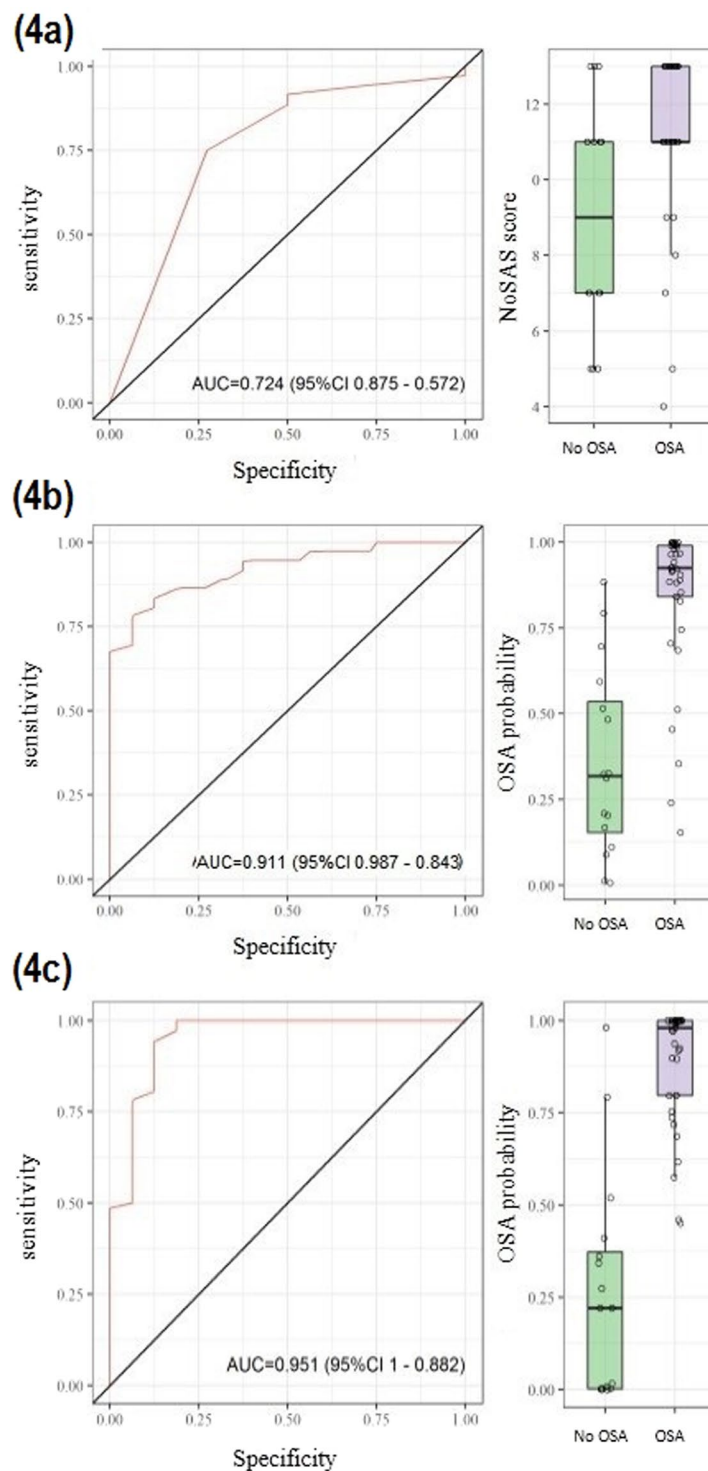 (4a)
1.00
0.75
0.50
0.25
0.00
sensitivity
AUC=0.724 (95%CI 0.875 - 0.572)
0.00 0.25 0.50 0.75 1.00
Specificity
12
0
8
6
4
NoSAS score
No OSA OSA
(4b)
1.00
0.75
0.50
0.25
0.00
sensitivity
AUC=0.911 (95%CI 0.987 - 0.843)
0.00 0.25 0.50 0.75 1.00
Specificity
1.00
0.75
0.50
0.25
0.00
OSA probability
No OSA OSA
(4c)
1.00
0.75
0.50
0.25
0.00
sensitivity
AUC=0.951 (95%CI 1 - 0.882)
0.00 0.25 0.50 0.75 1.00
Specificity
1.00
0.75
0.50
0.25
0.00
OSA probability
No OSA OSA